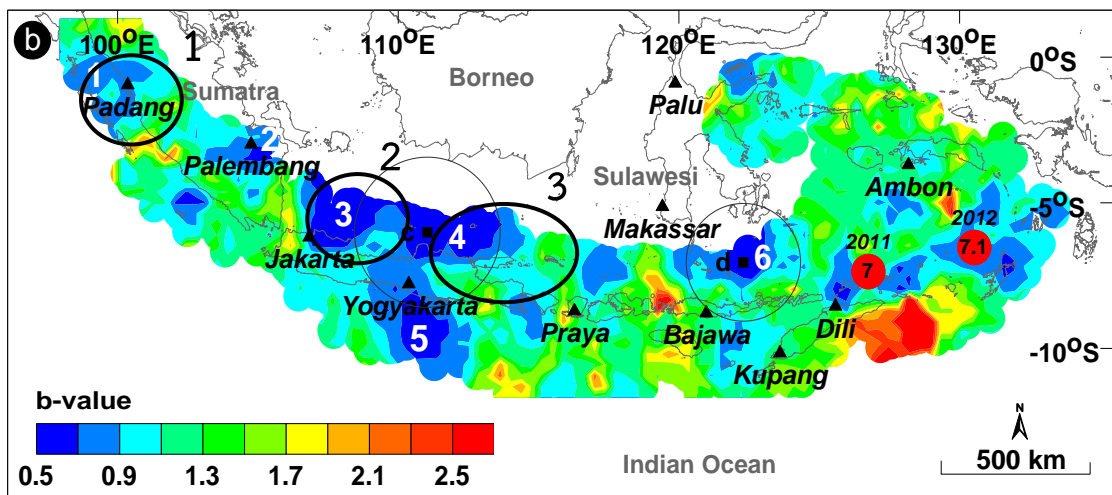 b
100°E
1
110°E
120°E
130°E
0°S
1
Padang
Sumatra
Borneo
Palu
2
Palembang
2
3
Sulawesi
Ambon
-5°S
3
c
4
Makassar
2012
7.1
2011
7
Jakarta
d
6
Yogyakarta
Praya
Bajawa
Dili
5
Kupang
-10°S
b-value
0.5 0.9 1.3 1.7 2.1 2.5
Indian Ocean
N
500 km